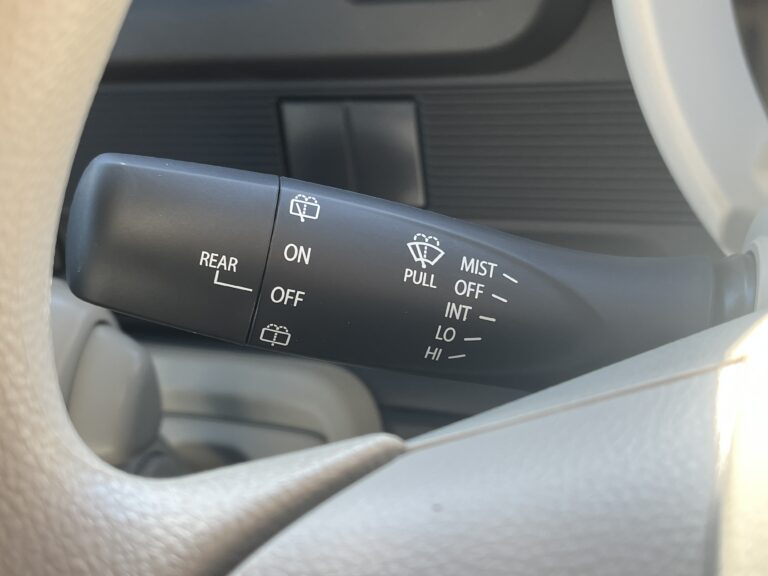 REAR
ON
OFF
PULL
MIST
OFF
INT
LO
HI